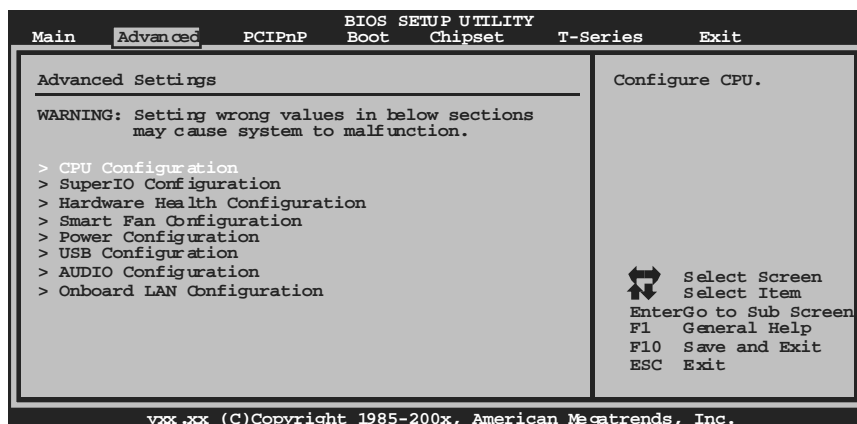 BIOS SETUP UTILITY
Main Advanced PCIPnP Boot Chipset T-Series Exit
Advanced Settings
WARNING: Setting wrong values in below sections
may cause system to malfunction.
> CPU Configuration
> SuperIO Configuration
> Hardware Health Configuration
> Smart Fan Configuration
> Power Configuration
> USB Configuration
> AUDIO Configuration
> Onboard LAN Configuration
Configure CPU.
Select Screen
Select Item
EnterGo to Sub Screen
F1 General Help
F10 Save and Exit
ESC Exit
vxx.xx (C)Copyright 1985-200x, American Megatrends, Inc.